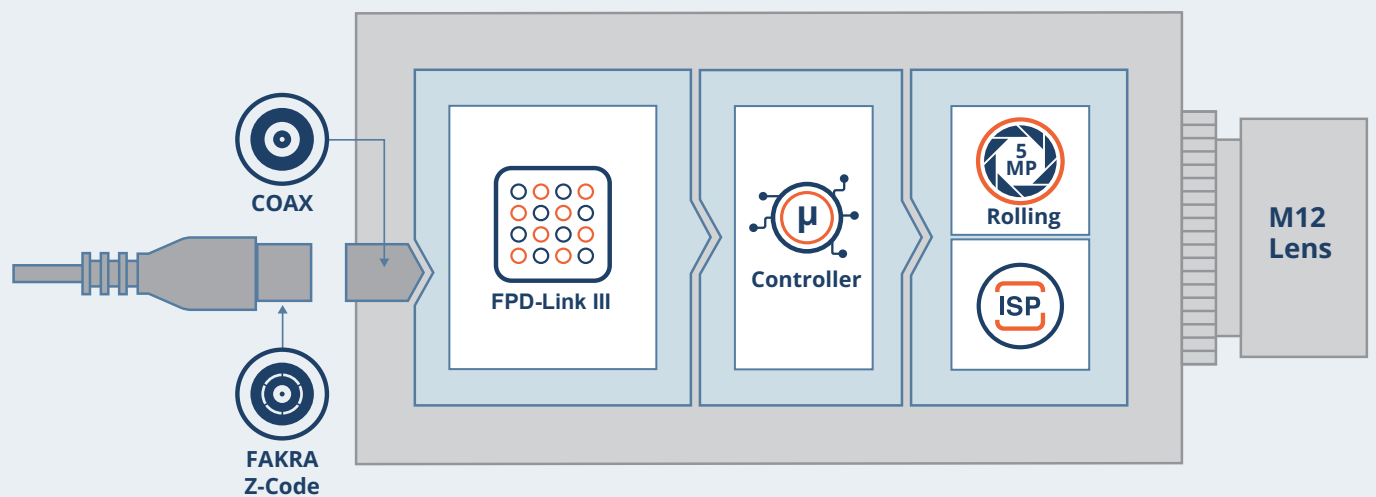 COAX
FAKRA
Z-Code
FPD-Link III
µ
Controller
5
MP
Rolling
ISP
M12
Lens